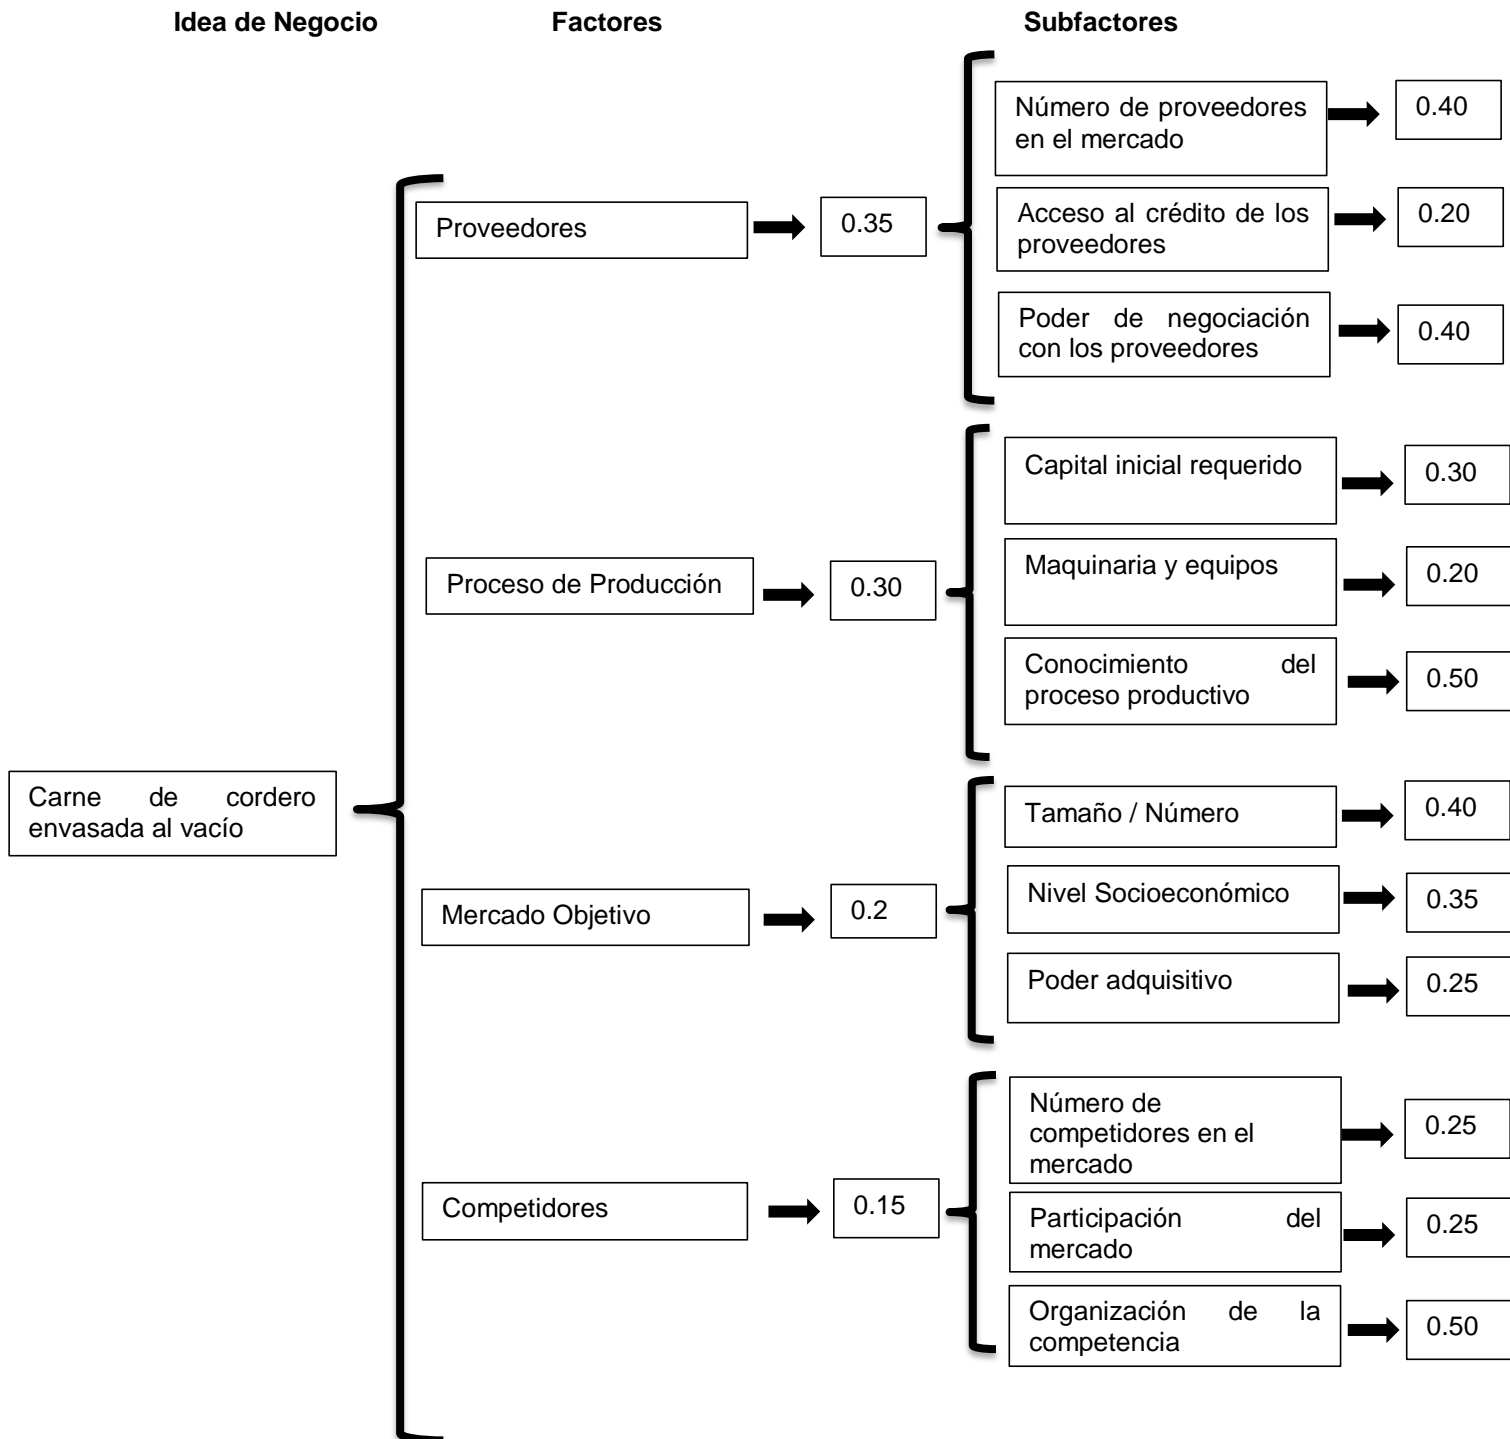 Idea de Negocio
Factores
Subfactores
Número de proveedores
en el mercado
0.40
Proveedores
0.35
Acceso al crédito de los
proveedores
0.20
Poder de negociación
con los proveedores
0.40
Capital inicial requerido
0.30
Proceso de Producción
0.30
Maquinaria y equipos
0.20
Conocimiento del
proceso productivo
0.50
Carne de cordero
envasada al vacío
Tamaño / Número
0.40
Mercado Objetivo
0.2
Nivel Socioeconómico
0.35
Poder adquisitivo
0.25
Número de
competidores en el
mercado
0.25
Competidores
0.15
Participación del
mercado
0.25
Organización de la
competencia
0.50